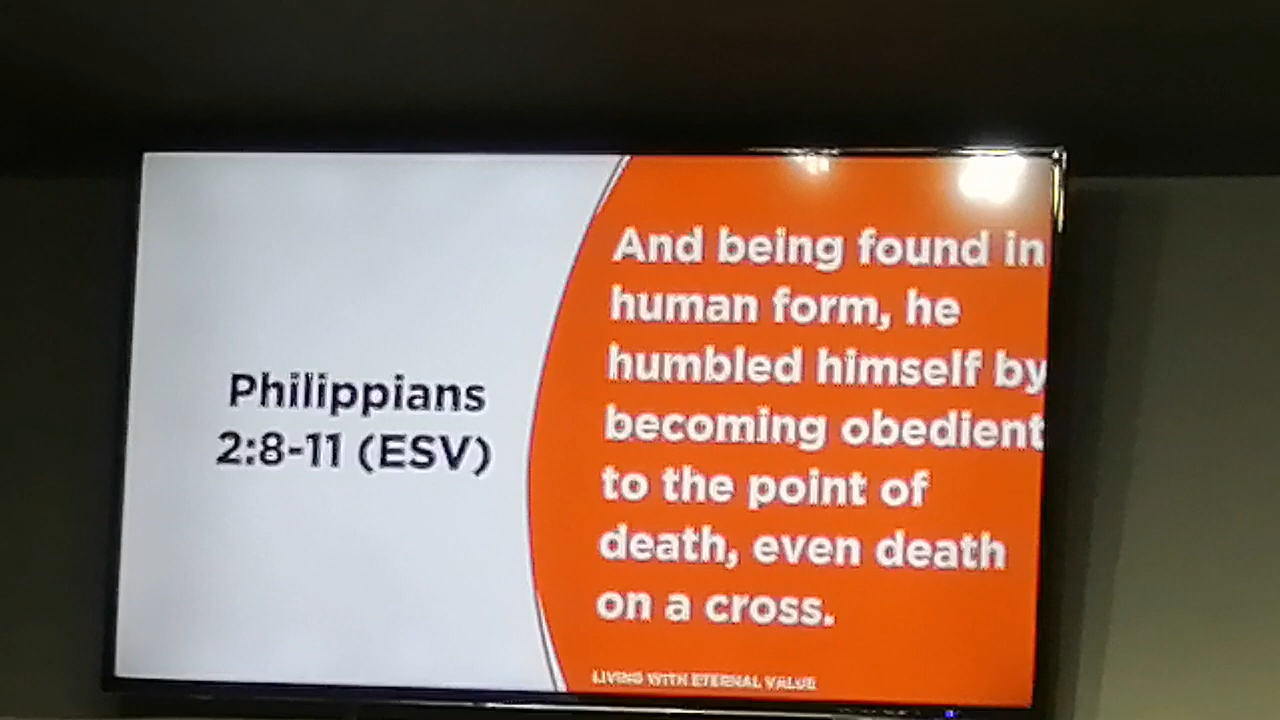 Philippians
2:8-11 (ESV)
And being found in
human form, he
humbled himself by
becoming obedient
to the point of
death, even death
on a cross.
LIVING WITH ETERNAL VALUE